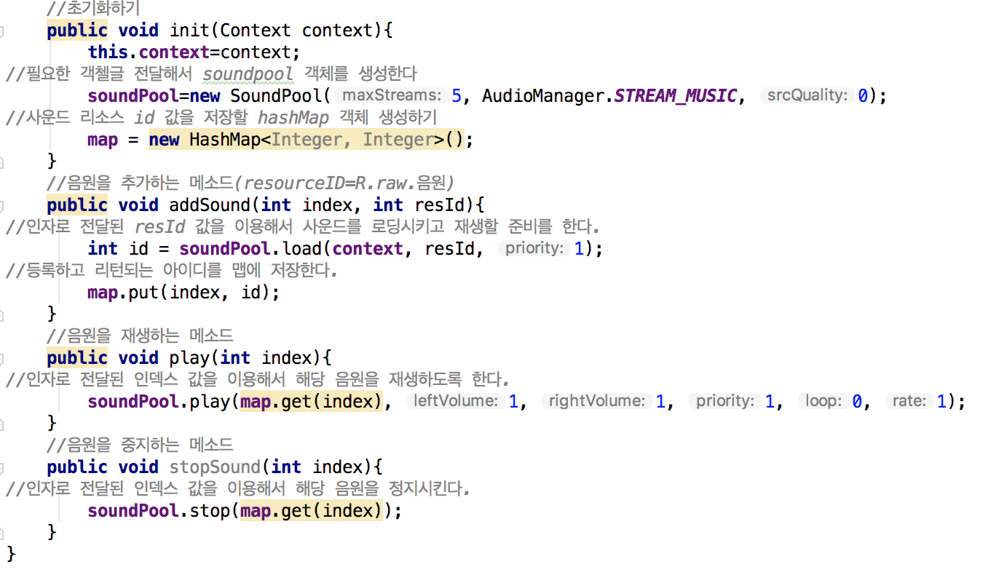 //초기화하기
public void init(Context context){
this.context=context;
//필요한 객첼글 전달해서 soundpool 객체를 생성한다
soundPool=new SoundPool( maxStreams: 5, AudioManager.STREAM_MUSIC, srcQuality: 0);
//사운드 리소스 id 값을 저장할 hashMap 객체 생성하기
map = new HashMap<Integer, Integer>();
}
//음원을 추가하는 메소드(resourceID=R.raw.음원)
public void addSound(int index, int resId){
//인자로 전달된 resId 값을 이용해서 사운드를 로딩시키고 재생할 준비를 한다.
int id = soundPool.load(context, resId, priority: 1);
//등록하고 리턴되는 아이디를 맵에 저장한다.
map.put(index, id);
}
//음원을 재생하는 메소드
public void play(int index){
//인자로 전달된 인덱스 값을 이용해서 해당 음원을 재생하도록 한다.
soundPool.play(map.get(index), leftVolume: 1, rightVolume: 1, priority: 1, loop: 0, rate: 1);
}
//음원을 중지하는 메소드
public void stopSound(int index){
//인자로 전달된 인덱스 값을 이용해서 해당 음원을 정지시킨다.
soundPool.stop(map.get(index));
}
}